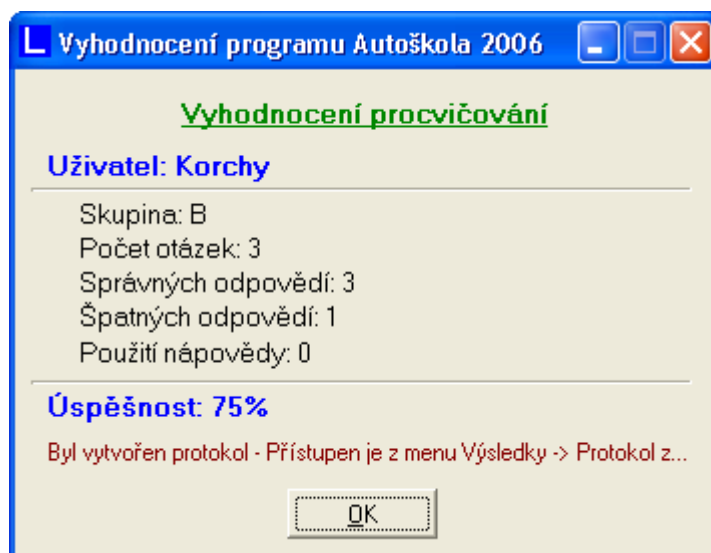 L Vyhodnocení programu Autoškola 2006
Vyhodnocení procvičování
Uživatel: Korchy
Skupina: B
Počet otázek: 3
Správných odpovědí: 3
Špatných odpovědí: 1
Použití nápovědy: 0
Úspěšnost: 75%
Byl vytvořen protokol - Přístupen je z menu Výsledky -> Protokol z...
OK